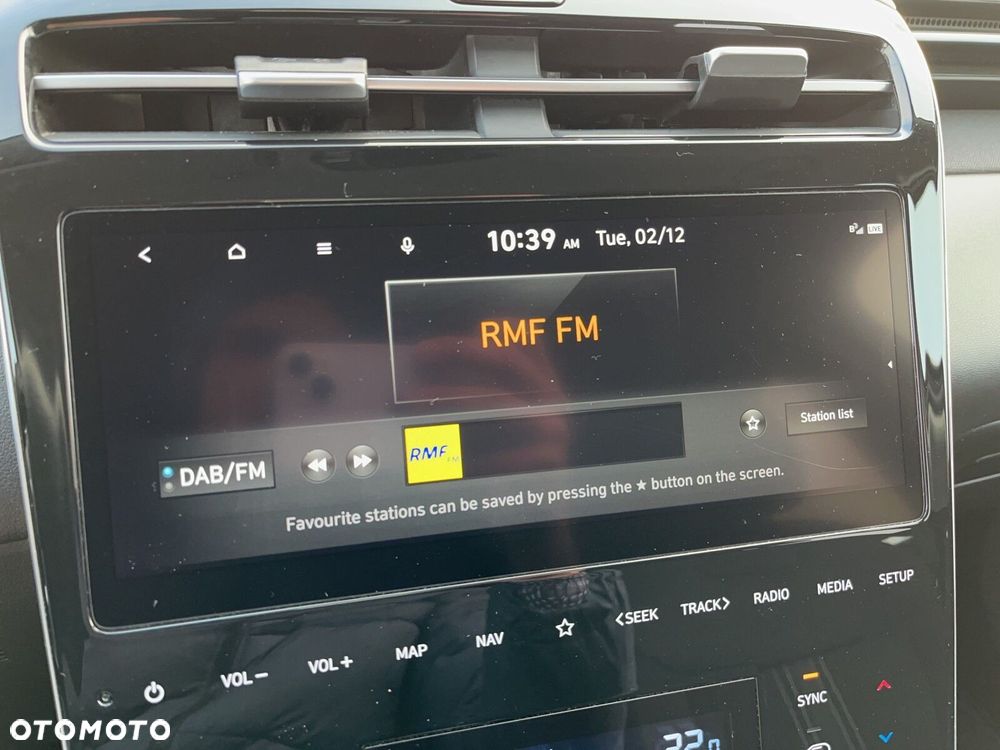 10:39 AM Tue, 02/12
LIVE
RMF FM
Station list
DAB/FM
RMF FM
Favourite stations can be saved by pressing the ★ button on the screen.
VOL− VOL+ MAP NAV ☆ <SEEK TRACK> RADIO MEDIA SETUP
SYNC
OTOMOTO